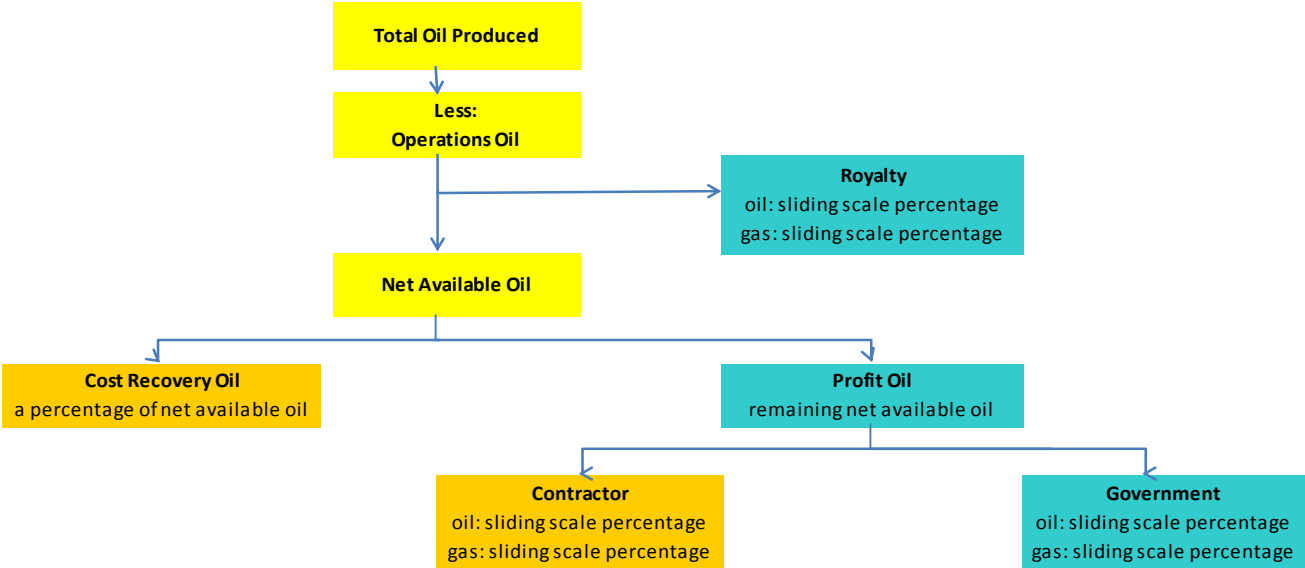 Total Oil Produced
Less:
Operations Oil
Royalty
oil: sliding scale percentage
gas: sliding scale percentage
Net Available Oil
Cost Recovery Oil
a percentage of net available oil
Profit Oil
remaining net available oil
Contractor
oil: sliding scale percentage
gas: sliding scale percentage
Government
oil: sliding scale percentage
gas: sliding scale percentage